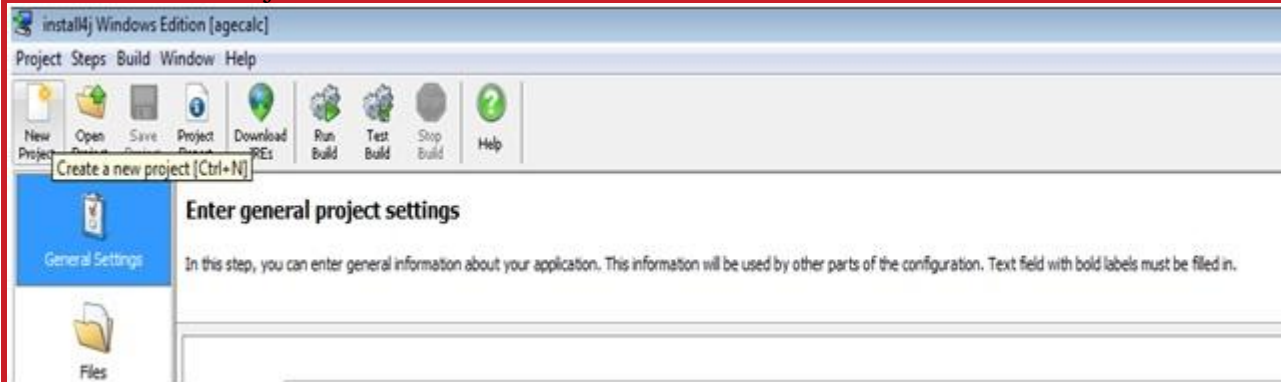 install4j Windows Edition [agecalc]
Project Steps Build Window Help
New Project
Open
Save
Project
Download JREs
Run Build
Test Build
Stop Build
Help
Create a new project [Ctrl+N]
General Settings
Enter general project settings
In this step, you can enter general information about your application. This information will be used by other parts of the configuration. Text field with bold labels must be filled in.
Files